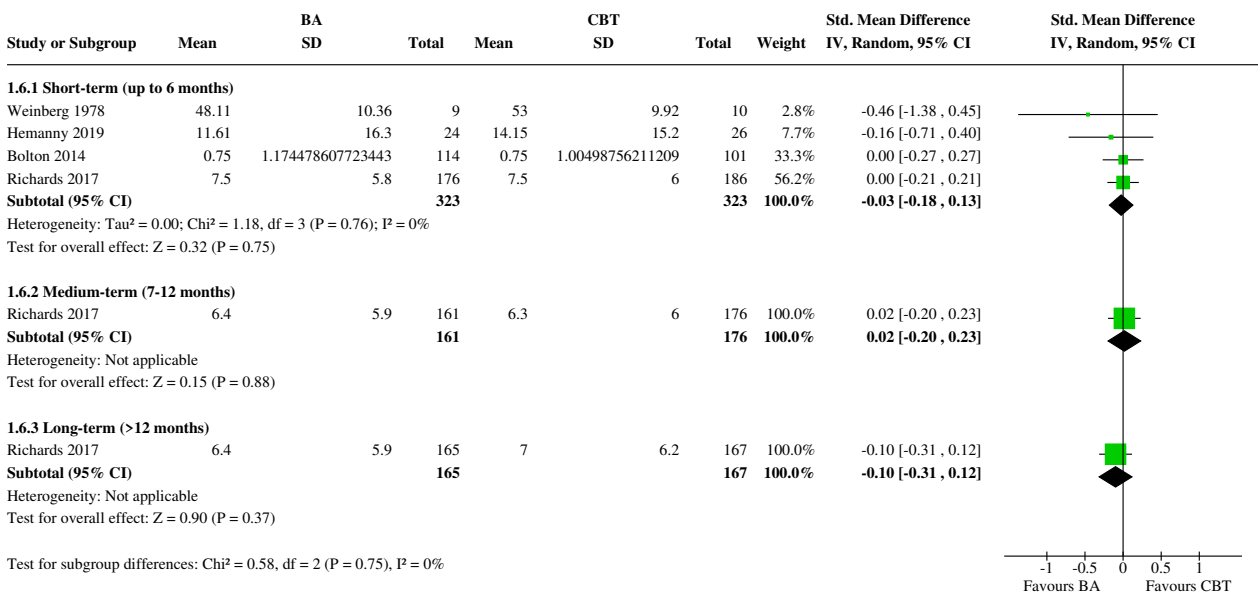 BA CBT Std. Mean Difference Std. Mean Difference
Study or Subgroup Mean SD Total Mean SD Total Weight IV, Random, 95% CI IV, Random, 95% CI
1.6.1 Short-term (up to 6 months)
Weinberg 1978 48.11 10.36 9 53 9.92 10 2.8% -0.46 [-1.38 , 0.45]
Hemanny 2019 11.61 16.3 24 14.15 15.2 26 7.7% -0.16 [-0.71 , 0.40]
Bolton 2014 0.75 1.174478607723443 114 0.75 1.00498756211209 101 33.3% 0.00 [-0.27 , 0.27]
Richards 2017 7.5 5.8 176 7.5 6 186 56.2% 0.00 [-0.21 , 0.21]
Subtotal (95% CI) 323 323 100.0% -0.03 [-0.18 , 0.13]
Heterogeneity: Tau² = 0.00; Chi² = 1.18, df = 3 (P = 0.76); I² = 0%
Test for overall effect: Z = 0.32 (P = 0.75)
1.6.2 Medium-term (7-12 months)
Richards 2017 6.4 5.9 161 6.3 6 176 100.0% 0.02 [-0.20 , 0.23]
Subtotal (95% CI) 161 176 100.0% 0.02 [-0.20 , 0.23]
Heterogeneity: Not applicable
Test for overall effect: Z = 0.15 (P = 0.88)
1.6.3 Long-term (>12 months)
Richards 2017 6.4 5.9 165 7 6.2 167 100.0% -0.10 [-0.31 , 0.12]
Subtotal (95% CI) 165 167 100.0% -0.10 [-0.31 , 0.12]
Heterogeneity: Not applicable
Test for overall effect: Z = 0.90 (P = 0.37)
Test for subgroup differences: Chi² = 0.58, df = 2 (P = 0.75), I² = 0%
-1 -0.5 0 0.5 1
Favours BA Favours CBT